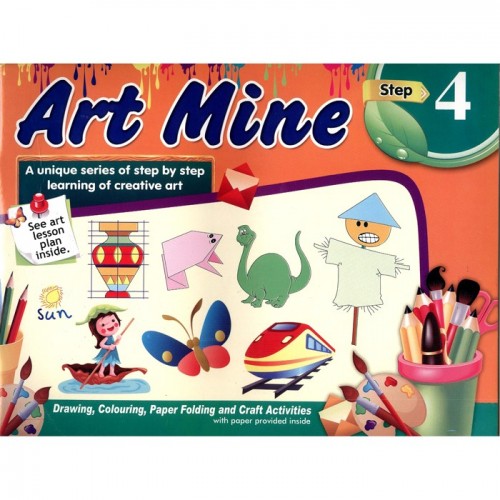 Art Mine
Step 4
A unique series of step by step
learning of creative art
See art
lesson
plan
inside.
sun
Drawing, Colouring, Paper Folding and Craft Activities
with paper provided inside